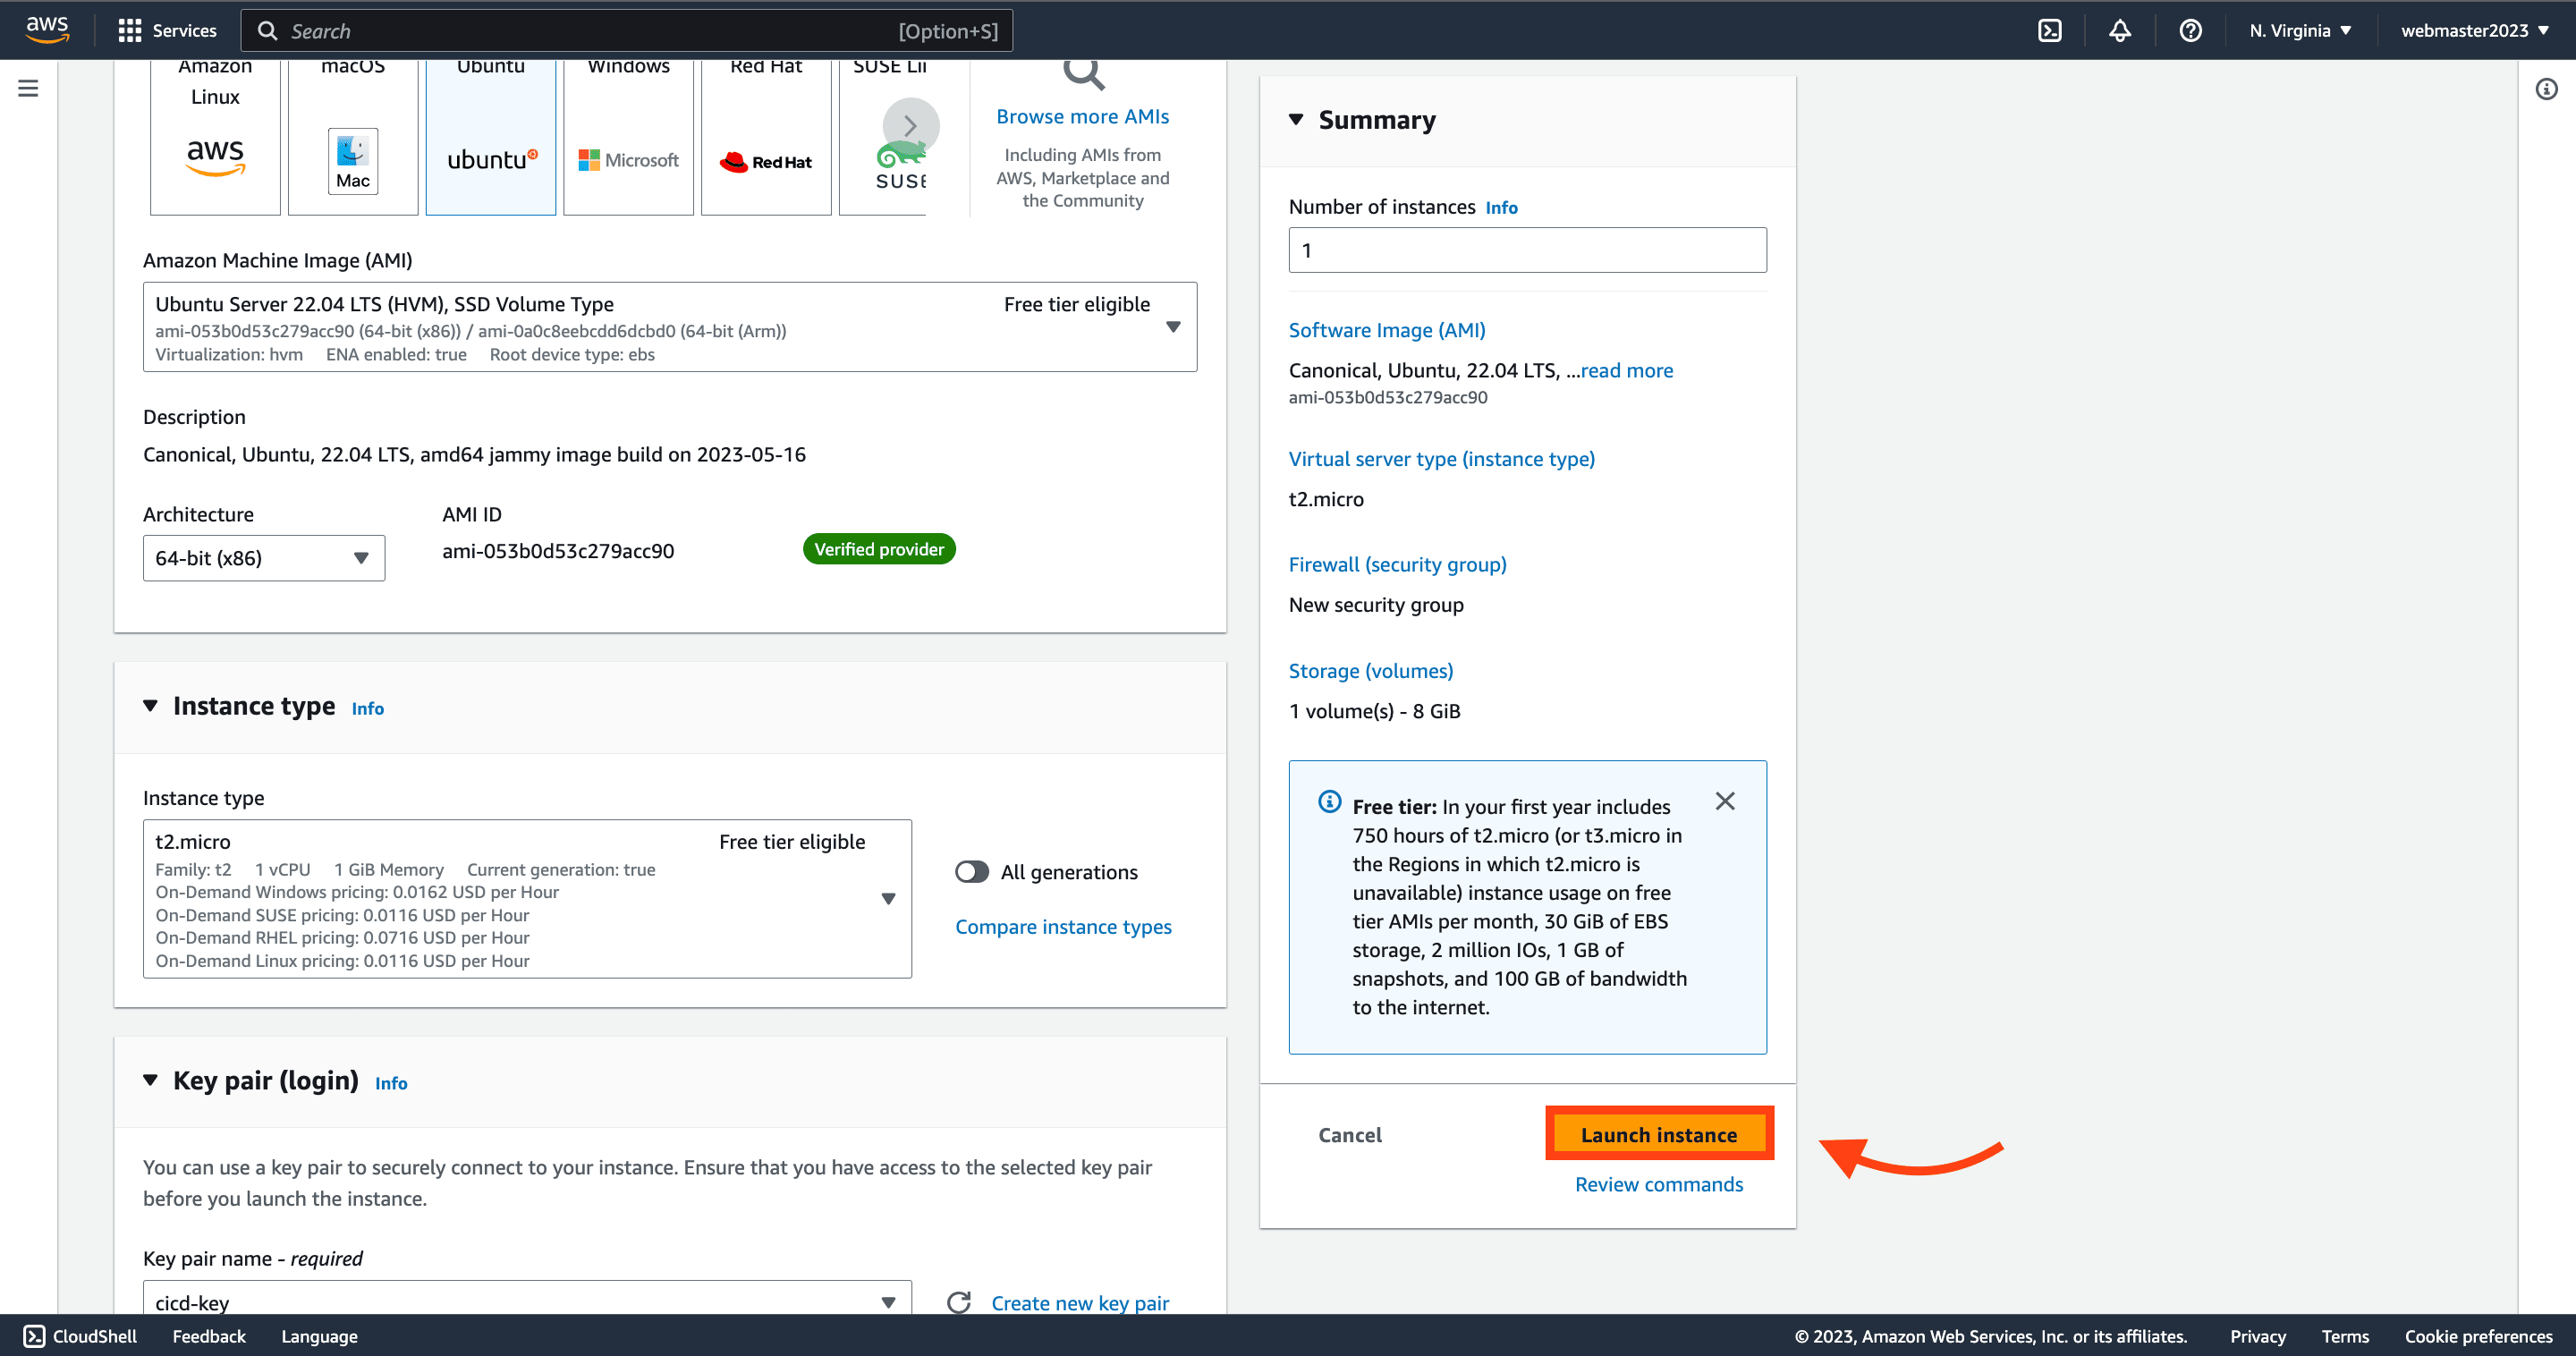 aws
Services
Search
[Option+S]
N. Virginia
webmaster2023
Amazon
Linux
aws
macOS
Mac
Ubuntu
ubuntu
Windows
Microsoft
Red Hat
Red Hat
SUSE Li
SUSE
Browse more AMIs
Including AMIs from
AWS, Marketplace and
the Community
Amazon Machine Image (AMI)
Ubuntu Server 22.04 LTS (HVM), SSD Volume Type
Free tier eligible
ami-053b0d53c279acc90 (64-bit (x86)) / ami-0a0c8eebcdd6dcbd0 (64-bit (Arm))
Virtualization: hvm ENA enabled: true Root device type: ebs
Description
Canonical, Ubuntu, 22.04 LTS, amd64 jammy image build on 2023-05-16
Architecture
64-bit (x86)
AMI ID
ami-053b0d53c279acc90
Verified provider
Instance type Info
Instance type
t2.micro
Free tier eligible
Family: t2 1 vCPU 1 GiB Memory Current generation: true
On-Demand Windows pricing: 0.0162 USD per Hour
On-Demand SUSE pricing: 0.0116 USD per Hour
On-Demand RHEL pricing: 0.0716 USD per Hour
On-Demand Linux pricing: 0.0116 USD per Hour
All generations
Compare instance types
Key pair (login) Info
You can use a key pair to securely connect to your instance. Ensure that you have access to the selected key pair
before you launch the instance.
Key pair name - required
cicd-key
Create new key pair
Summary
Number of instances Info
1
Software Image (AMI)
Canonical, Ubuntu, 22.04 LTS, ...read more
ami-053b0d53c279acc90
Virtual server type (instance type)
t2.micro
Firewall (security group)
New security group
Storage (volumes)
1 volume(s) - 8 GiB
Free tier: In your first year includes
750 hours of t2.micro (or t3.micro in
the Regions in which t2.micro is
unavailable) instance usage on free
tier AMIs per month, 30 GiB of EBS
storage, 2 million IOs, 1 GB of
snapshots, and 100 GB of bandwidth
to the internet.
Cancel
Launch instance
Review commands
CloudShell
Feedback
Language
© 2023, Amazon Web Services, Inc. or its affiliates.
Privacy
Terms
Cookie preferences